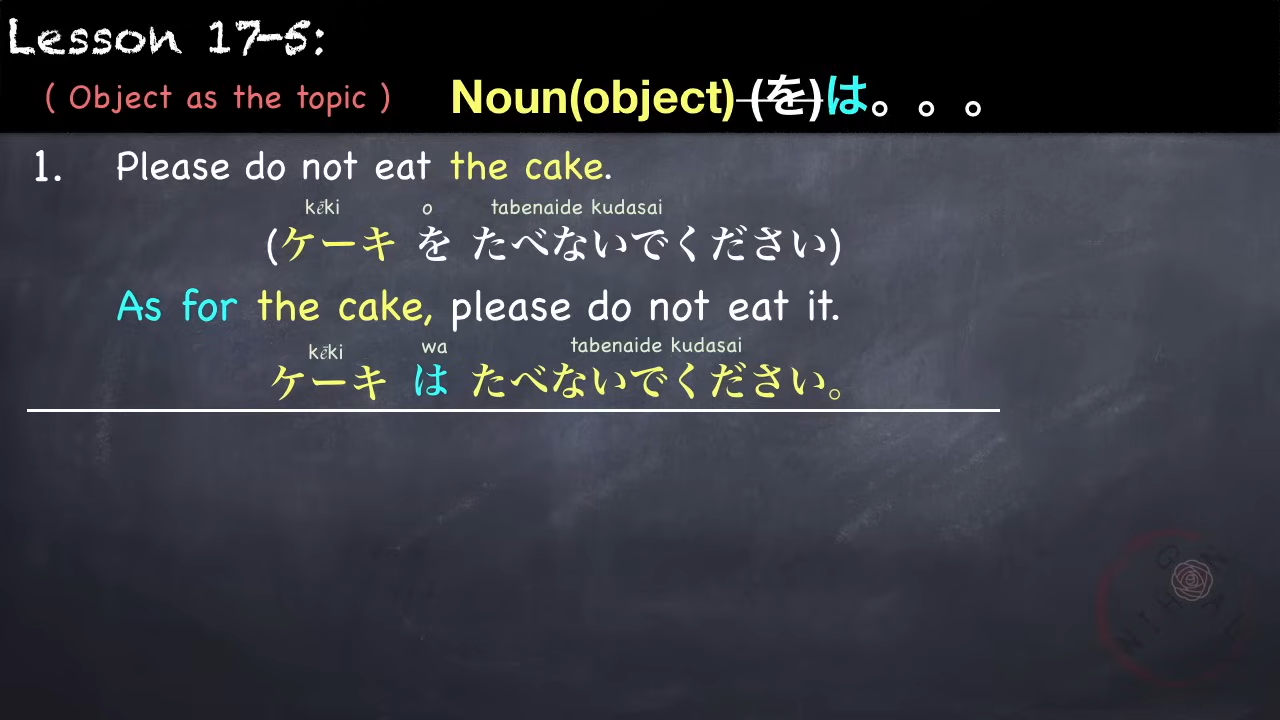 Lesson 17-5:
( Object as the topic ) Noun(object) (を)は。。。
1. Please do not eat the cake.
kēki o tabenaide kudasai
(ケーキ を たべないでください)
As for the cake, please do not eat it.
kēki wa tabenaide kudasai
ケーキ は たべないでください。